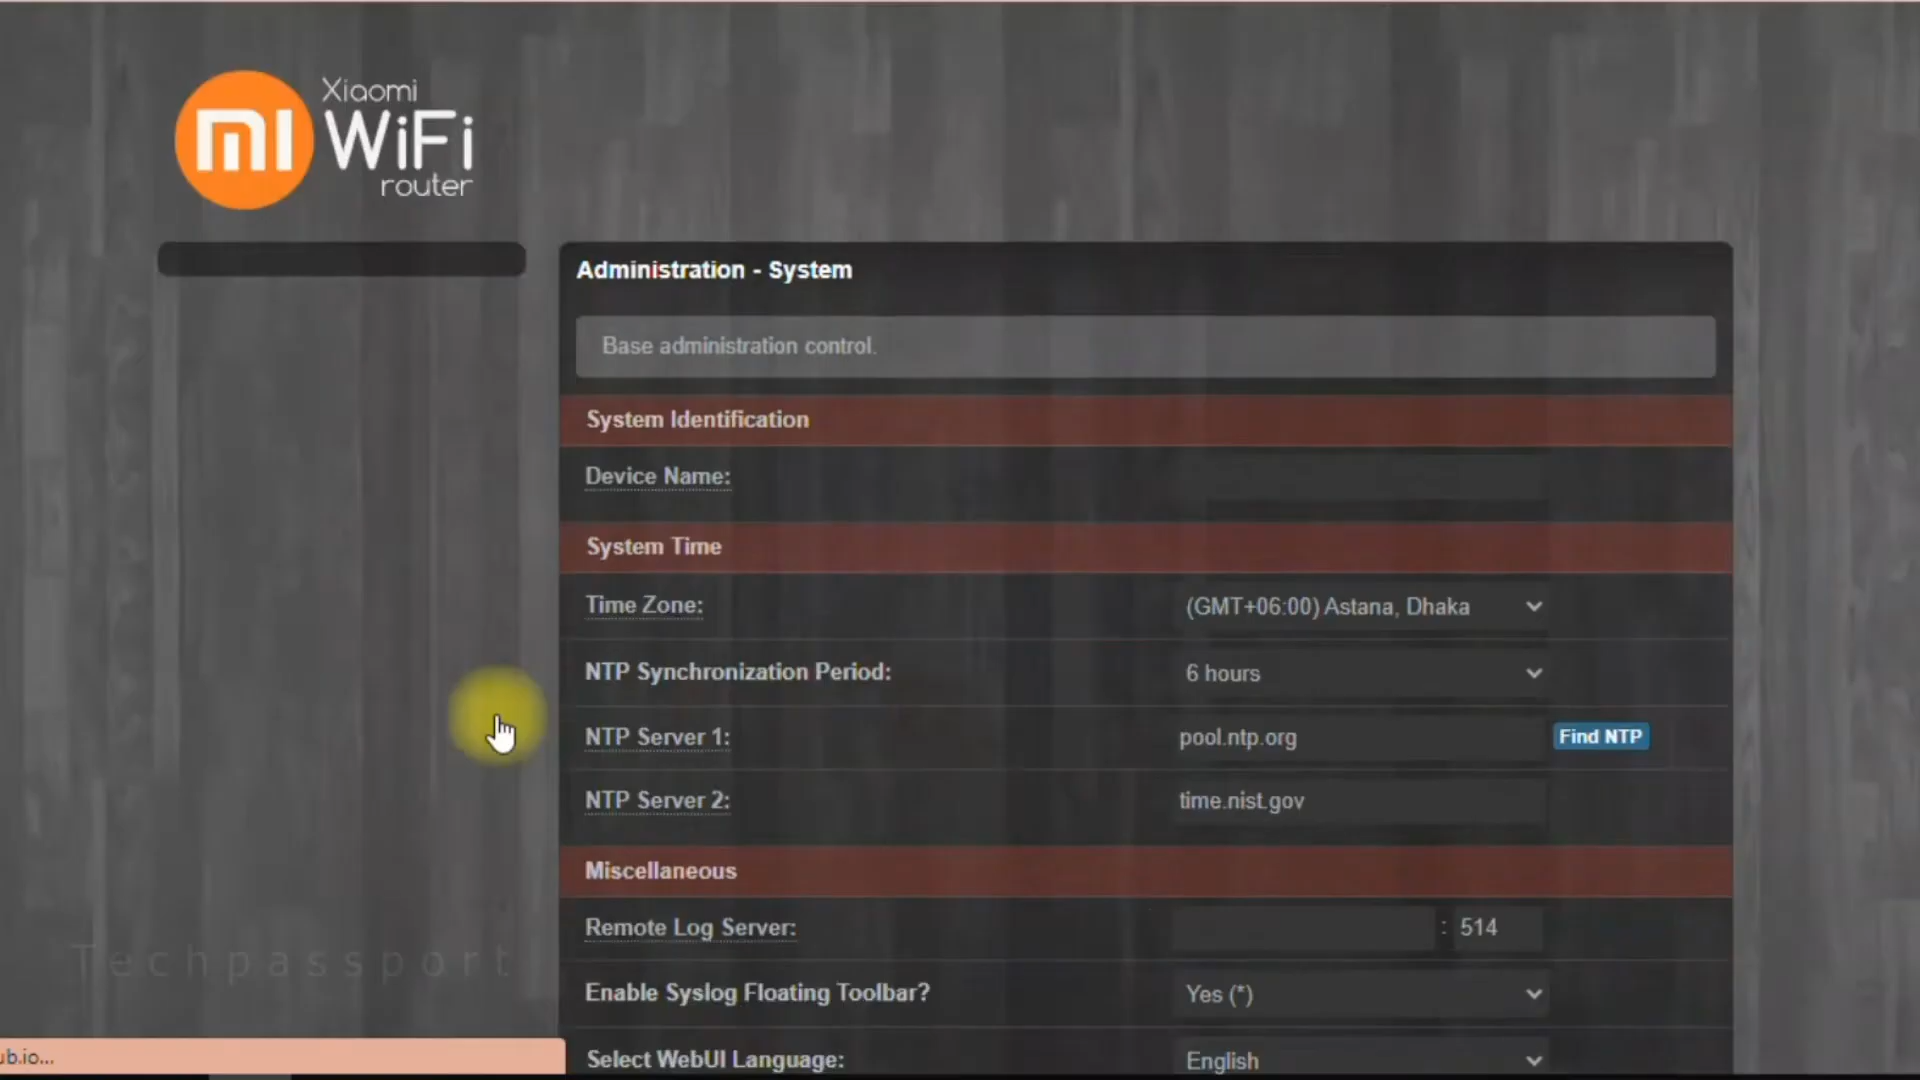 Xiaomi
MI WiFi
router
Administration - System
Base administration control.
System Identification
Device Name:
System Time
Time Zone: (GMT+06:00) Astana, Dhaka
NTP Synchronization Period: 6 hours
NTP Server 1: pool.ntp.org Find NTP
NTP Server 2: time.nist.gov
Miscellaneous
Remote Log Server: : 514
Techpassport
Enable Syslog Floating Toolbar? Yes (*)
ub.io...
Select WebUI Language: English